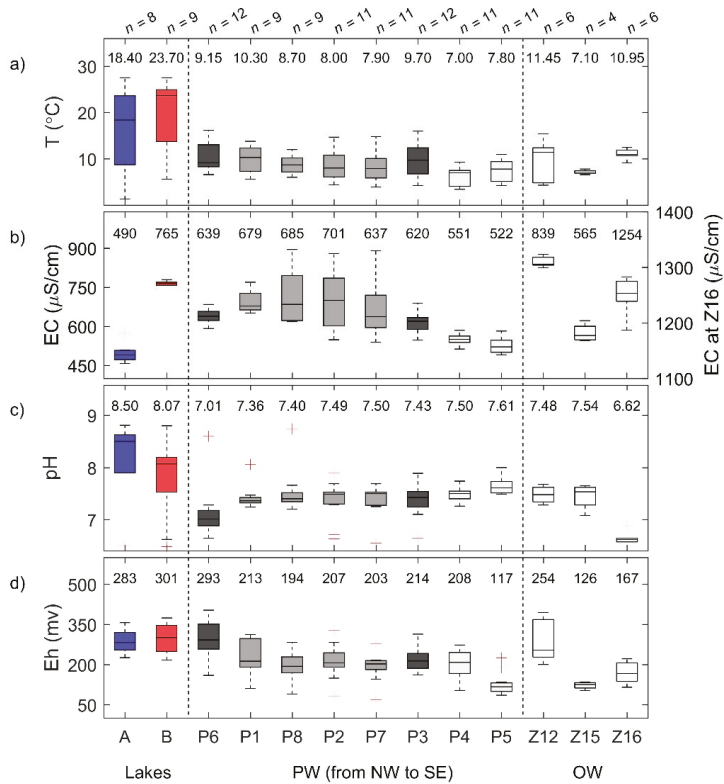 n = 8 n = 9 n = 12 n = 9 n = 9 n = 11 n = 11 n = 12 n = 11 n = 11 n = 6 n = 4 n = 6
a)
18.40 23.70 9.15 10.30 8.70 8.00 7.90 9.70 7.00 7.80 11.45 7.10 10.95
T (°C)
30
20
10
b)
490 765 639 679 685 701 637 620 551 522 839 565 1254
EC (μS/cm)
900
750
600
450
1400
1300
1200
1100
EC at Z16 (μS/cm)
c)
8.50 8.07 7.01 7.36 7.40 7.49 7.50 7.43 7.50 7.61 7.48 7.54 6.62
pH
9
8
7
d)
283 301 293 213 194 207 203 214 208 117 254 126 167
Eh (mv)
500
350
200
50
A B P6 P1 P8 P2 P7 P3 P4 P5 Z12 Z15 Z16
Lakes PW (from NW to SE) OW